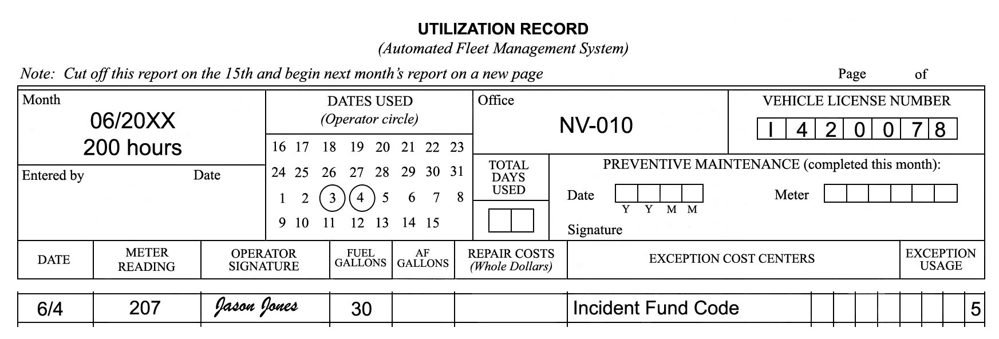 UTILIZATION RECORD
(Automated Fleet Management System)
Note: Cut off this report on the 15th and begin next month's report on a new page Page of
Month
06/20XX
200 hours
Entered by Date
DATES USED
(Operator circle)
16 17 18 19 20 21 22 23
24 25 26 27 28 29 30 31
1 2 3 4 5 6 7 8
9 10 11 12 13 14 15
Office
NV-010
VEHICLE LICENSE NUMBER
I 4 2 0 0 7 8
TOTAL
DAYS
USED
PREVENTIVE MAINTENANCE (completed this month):
Date Meter
Y Y M M
Signature
DATE
METER
READING
OPERATOR
SIGNATURE
FUEL
GALLONS
AF
GALLONS
REPAIR COSTS
(Whole Dollars)
EXCEPTION COST CENTERS
EXCEPTION
USAGE
6/4 207 Jason Jones 30 Incident Fund Code 5